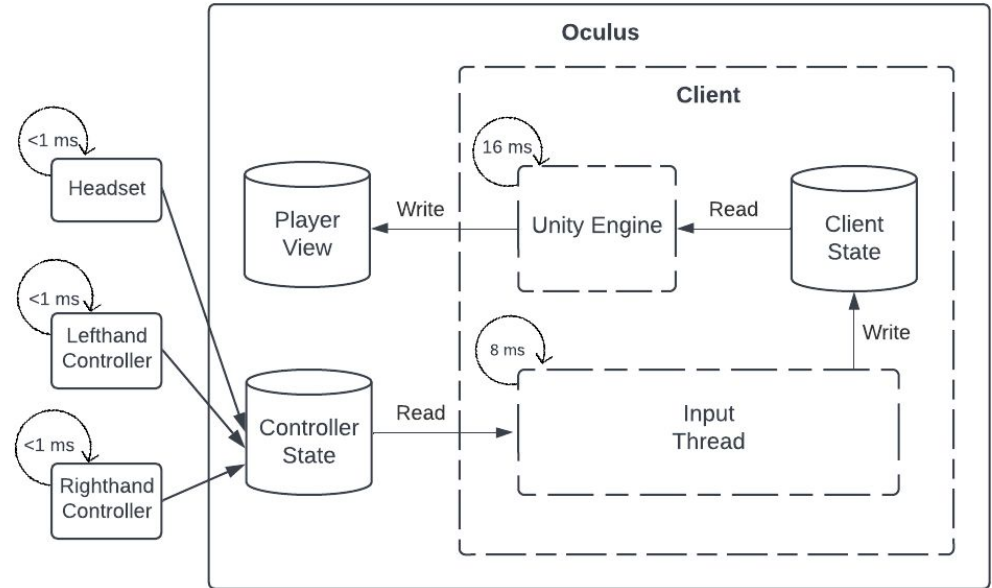 Oculus
Client
<1 ms
Headset
<1 ms
Lefthand
Controller
<1 ms
Righthand
Controller
Player
View
Write
16 ms
Unity Engine
Read
Client
State
Write
Controller
State
Read
8 ms
Input
Thread